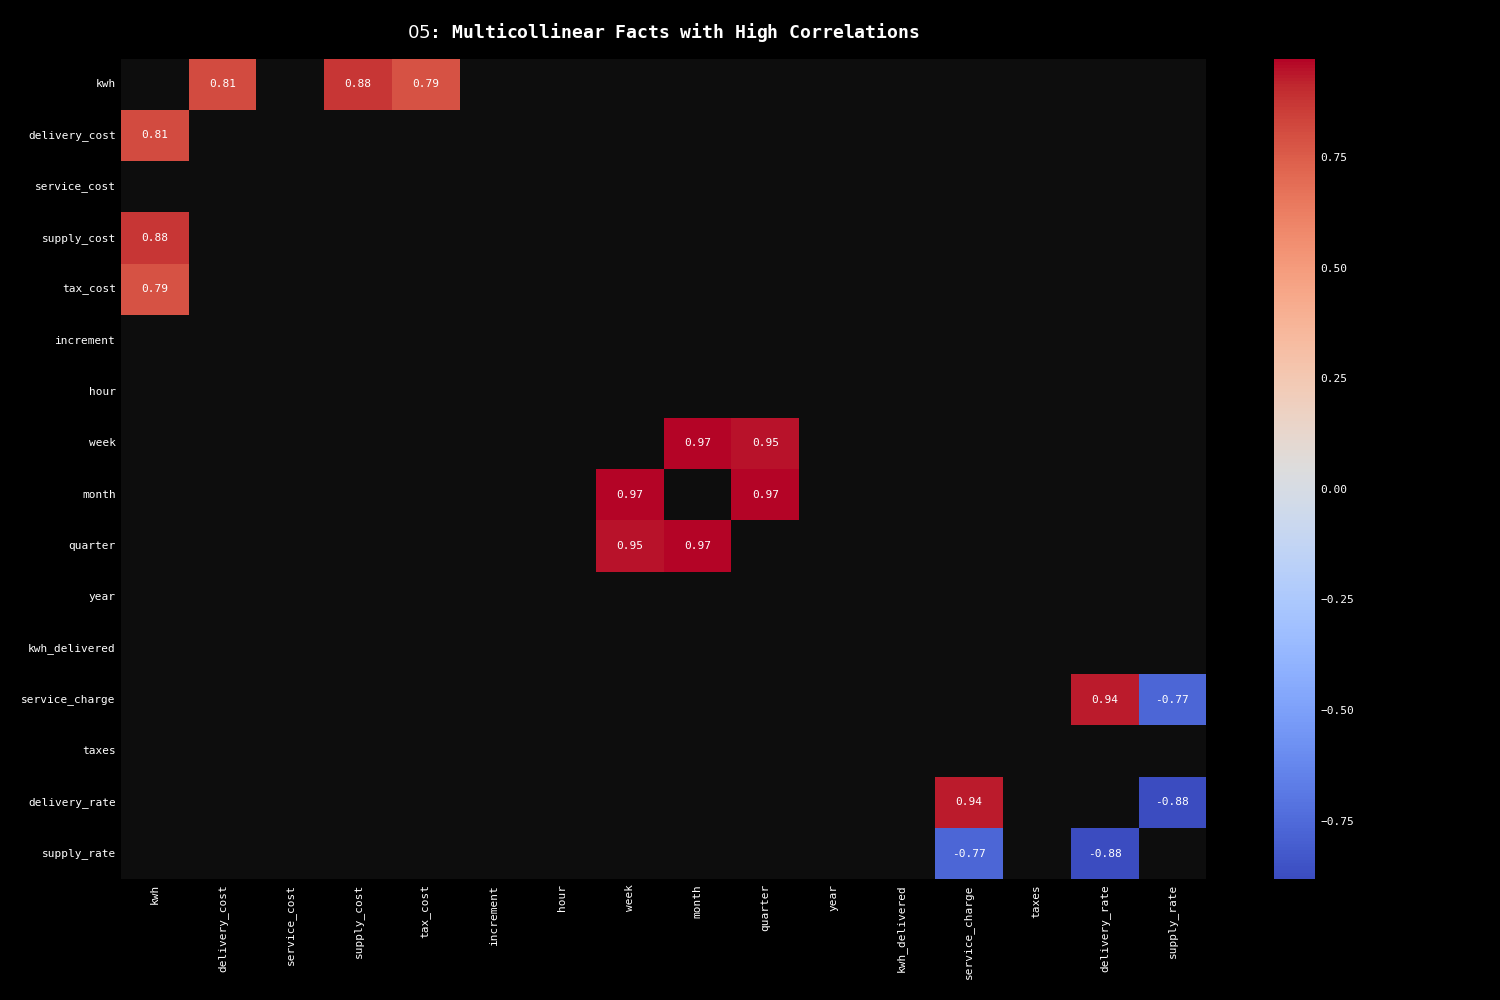 O5: Multicollinear Facts with High Correlations
kwh 0.81 0.88 0.79
delivery_cost 0.81
service_cost
supply_cost 0.88
tax_cost 0.79
increment
hour
week 0.97 0.95
month 0.97 0.97
quarter 0.95 0.97
year
kwh_delivered
service_charge 0.94 -0.77
taxes
delivery_rate 0.94 -0.88
supply_rate -0.77 -0.88
kwh
delivery_cost
service_cost
supply_cost
tax_cost
increment
hour
week
month
quarter
year
kwh_delivered
service_charge
taxes
delivery_rate
supply_rate
0.75
0.50
0.25
0.00
−0.25
−0.50
−0.75